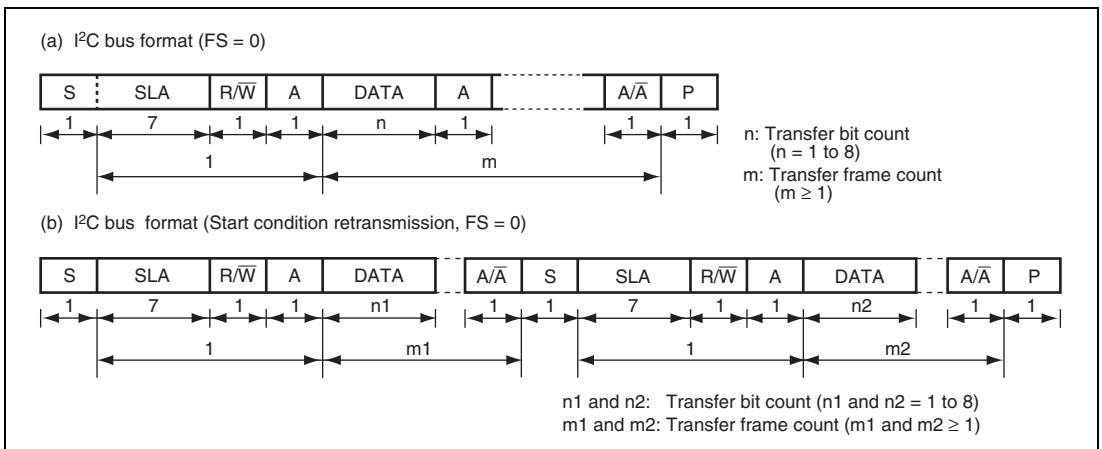 (a) I²C bus format (FS = 0)
S SLA R/W̅ A DATA A A/A̅ P
1 7 1 1 n 1 1 1
1 m
n: Transfer bit count
(n = 1 to 8)
m: Transfer frame count
(m ≥ 1)
(b) I²C bus format (Start condition retransmission, FS = 0)
S SLA R/W̅ A DATA A/A̅ S SLA R/W̅ A DATA A/A̅ P
1 7 1 1 n1 1 1 7 1 1 n2 1 1
1 m1 1 m2
n1 and n2: Transfer bit count (n1 and n2 = 1 to 8)
m1 and m2: Transfer frame count (m1 and m2 ≥ 1)